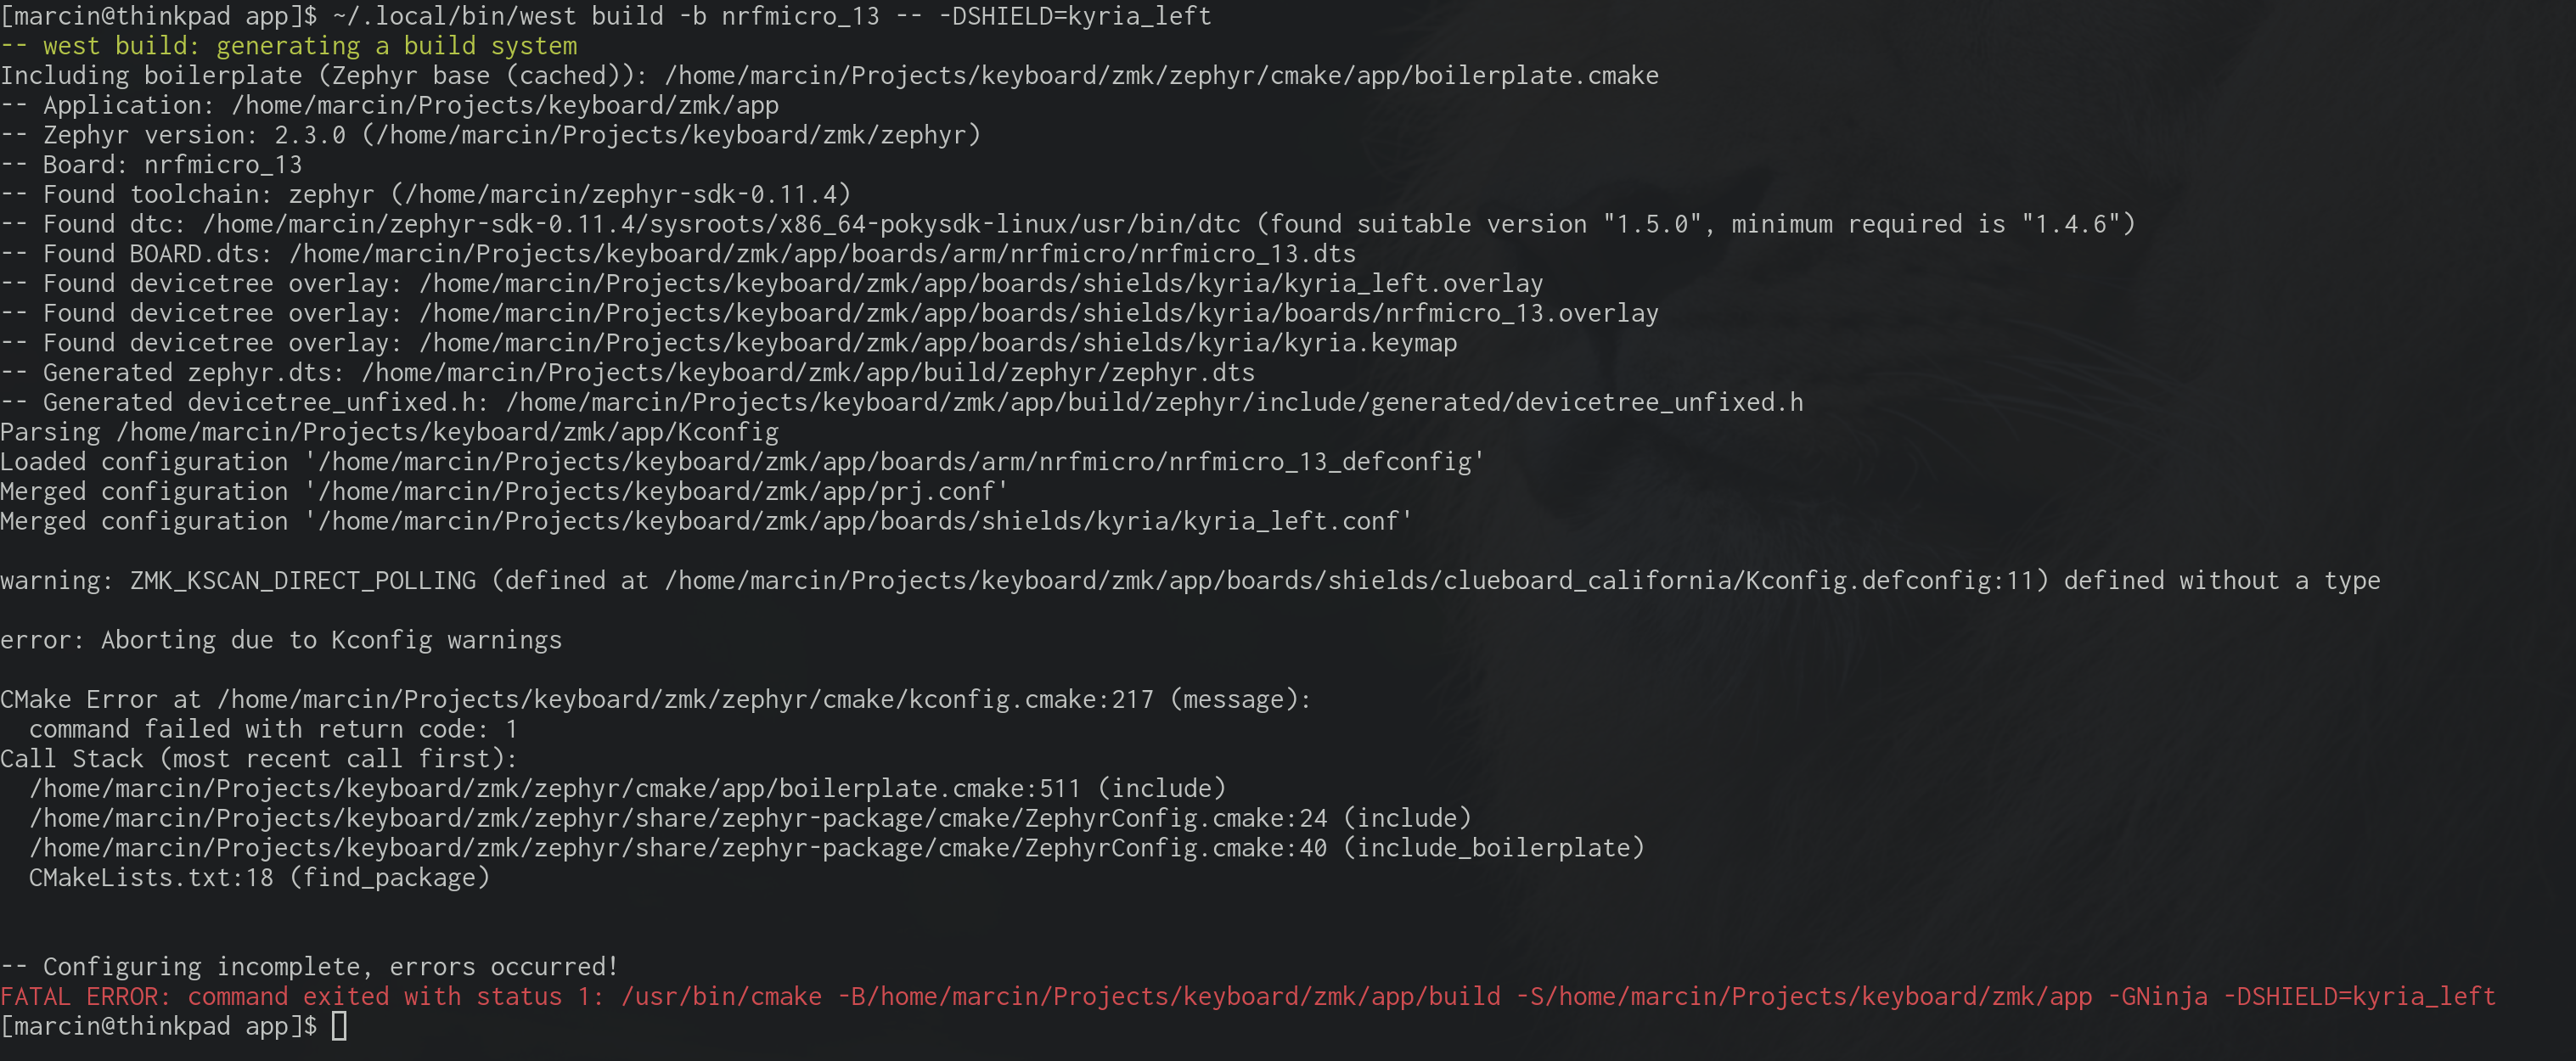 [marcin@thinkpad app]$ ~/.local/bin/west build -b nrfmicro_13 -- -DSHIELD=kyria_left
-- west build: generating a build system
Including boilerplate (Zephyr base (cached)): /home/marcin/Projects/keyboard/zmk/zephyr/cmake/app/boilerplate.cmake
-- Application: /home/marcin/Projects/keyboard/zmk/app
-- Zephyr version: 2.3.0 (/home/marcin/Projects/keyboard/zmk/zephyr)
-- Board: nrfmicro_13
-- Found toolchain: zephyr (/home/marcin/zephyr-sdk-0.11.4)
-- Found dtc: /home/marcin/zephyr-sdk-0.11.4/sysroots/x86_64-pokysdk-linux/usr/bin/dtc (found suitable version "1.5.0", minimum required is "1.4.6")
-- Found BOARD.dts: /home/marcin/Projects/keyboard/zmk/app/boards/arm/nrfmicro/nrfmicro_13.dts
-- Found devicetree overlay: /home/marcin/Projects/keyboard/zmk/app/boards/shields/kyria/kyria_left.overlay
-- Found devicetree overlay: /home/marcin/Projects/keyboard/zmk/app/boards/shields/kyria/boards/nrfmicro_13.overlay
-- Found devicetree overlay: /home/marcin/Projects/keyboard/zmk/app/boards/shields/kyria/kyria.keymap
-- Generated zephyr.dts: /home/marcin/Projects/keyboard/zmk/app/build/zephyr/zephyr.dts
-- Generated devicetree_unfixed.h: /home/marcin/Projects/keyboard/zmk/app/build/zephyr/include/generated/devicetree_unfixed.h
Parsing /home/marcin/Projects/keyboard/zmk/app/Kconfig
Loaded configuration '/home/marcin/Projects/keyboard/zmk/app/boards/arm/nrfmicro/nrfmicro_13_defconfig'
Merged configuration '/home/marcin/Projects/keyboard/zmk/app/prj.conf'
Merged configuration '/home/marcin/Projects/keyboard/zmk/app/boards/shields/kyria/kyria_left.conf'
warning: ZMK_KSCAN_DIRECT_POLLING (defined at /home/marcin/Projects/keyboard/zmk/app/boards/shields/clueboard_california/Kconfig.defconfig:11) defined without a type
error: Aborting due to Kconfig warnings
CMake Error at /home/marcin/Projects/keyboard/zmk/zephyr/cmake/kconfig.cmake:217 (message):
command failed with return code: 1
Call Stack (most recent call first):
/home/marcin/Projects/keyboard/zmk/zephyr/cmake/app/boilerplate.cmake:511 (include)
/home/marcin/Projects/keyboard/zmk/zephyr/share/zephyr-package/cmake/ZephyrConfig.cmake:24 (include)
/home/marcin/Projects/keyboard/zmk/zephyr/share/zephyr-package/cmake/ZephyrConfig.cmake:40 (include_boilerplate)
CMakeLists.txt:18 (find_package)
-- Configuring incomplete, errors occurred!
FATAL ERROR: command exited with status 1: /usr/bin/cmake -B/home/marcin/Projects/keyboard/zmk/app/build -S/home/marcin/Projects/keyboard/zmk/app -GNinja -DSHIELD=kyria_left
[marcin@thinkpad app]$